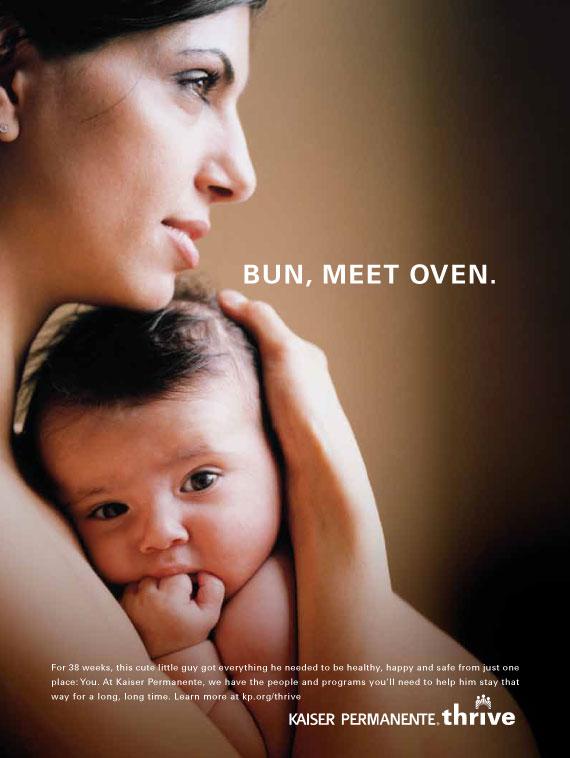 BUN, MEET OVEN.
For 38 weeks, this cute little guy got everything he needed to be healthy, happy and safe from just one
place: You. At Kaiser Permanente, we have the people and programs you'll need to help him stay that
way for a long, long time. Learn more at kp.org/thrive
KAISER PERMANENTE® thrive